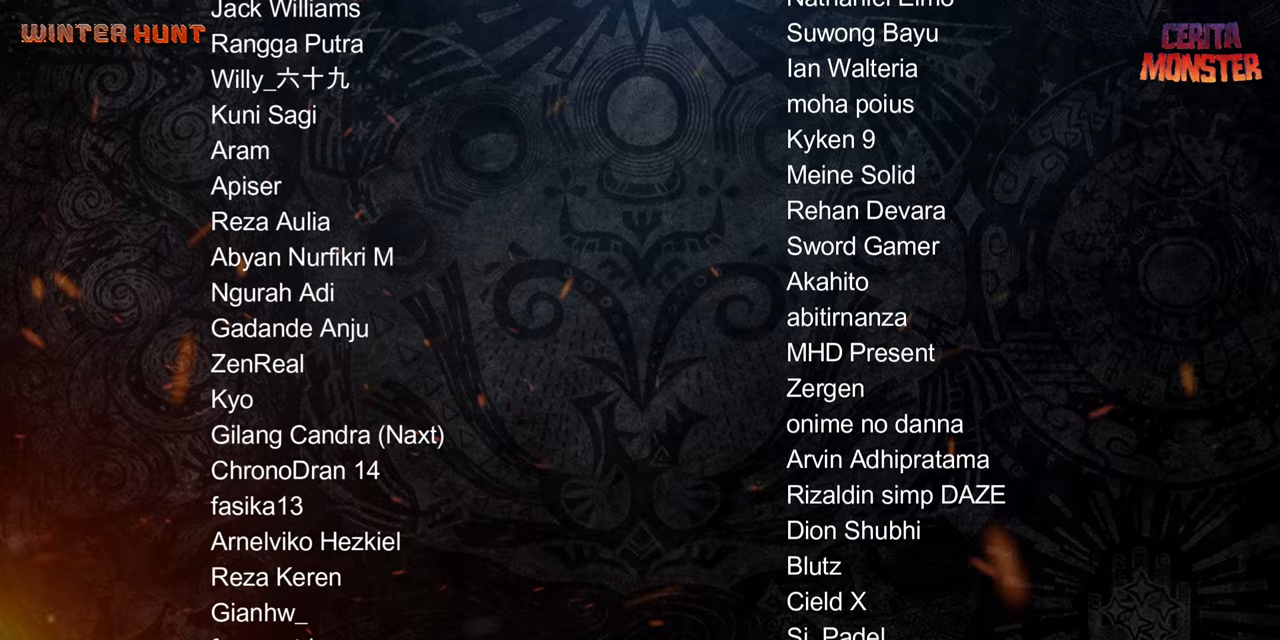 WINTER HUNT
CERITA
MONSTER
Jack Williams
Rangga Putra
Willy_六十九
Kuni Sagi
Aram
Apiser
Reza Aulia
Abyan Nurfikri M
Ngurah Adi
Gadande Anju
ZenReal
Kyo
Gilang Candra (Naxt)
ChronoDran 14
fasika13
Arnelviko Hezkiel
Reza Keren
Gianhw_
Nathaniel Elmo
Suwong Bayu
Ian Walteria
moha poius
Kyken 9
Meine Solid
Rehan Devara
Sword Gamer
Akahito
abitirnanza
MHD Present
Zergen
onime no danna
Arvin Adhipratama
Rizaldin simp DAZE
Dion Shubhi
Blutz
Cield X